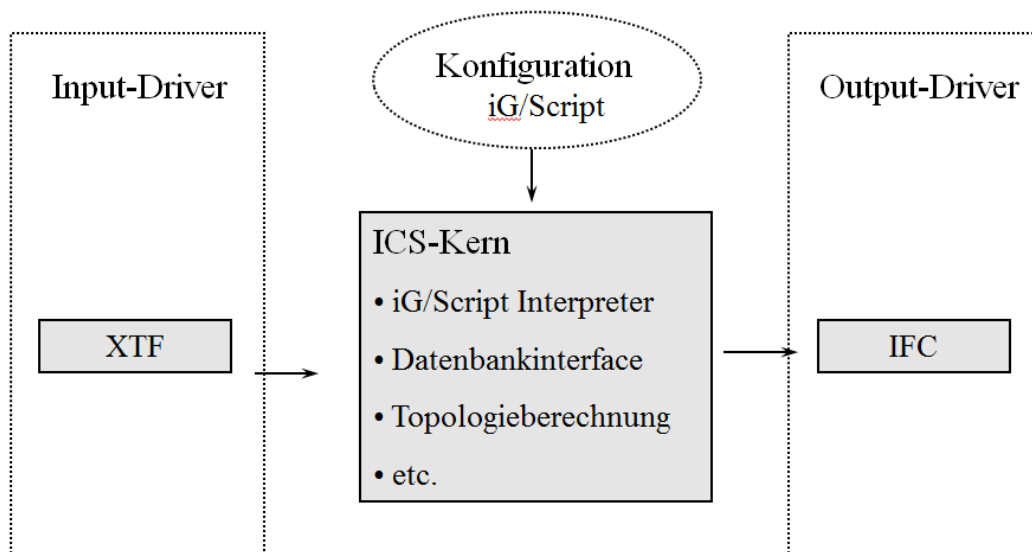 Input-Driver
XTF
Konfiguration
iG/Script
ICS-Kern
• iG/Script Interpreter
• Datenbankinterface
• Topologieberechnung
• etc.
Output-Driver
IFC